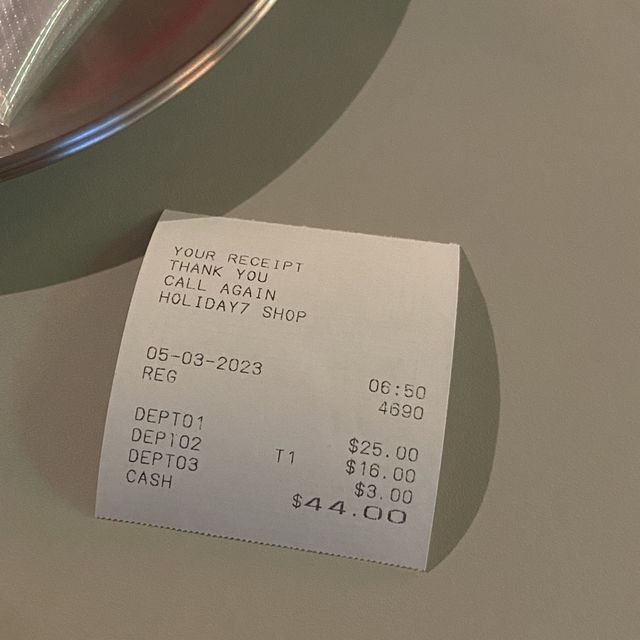 YOUR RECEIPT
THANK YOU
CALL AGAIN
HOLIDAY7 SHOP
05-03-2023 06:50
REG 4690
DEPT01 $25.00
DEPT02 T1 $16.00
DEPT03 $3.00
CASH $44.00